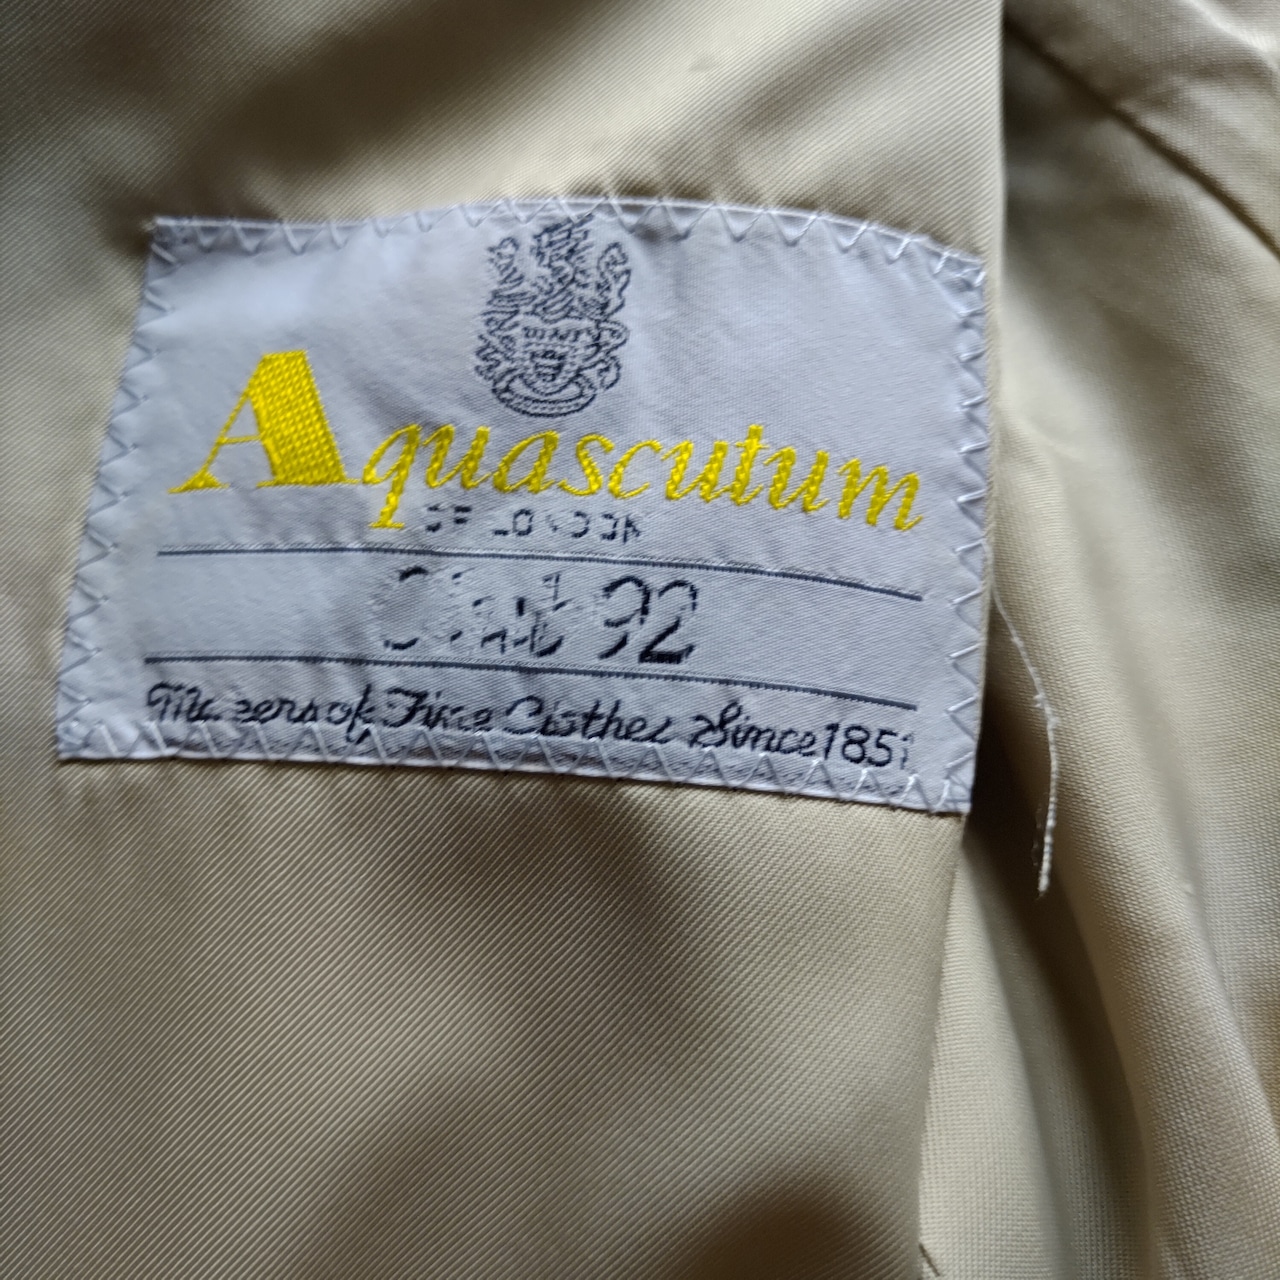 Aquascutum
OF LONDON
92
Makers of Fine Clothes Since 1851